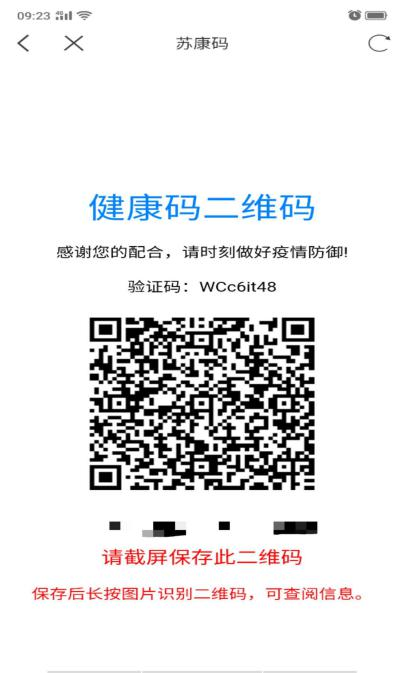 09:23
苏康码
健康码二维码
感谢您的配合，请时刻做好疫情防御!
验证码：WCc6it48
请截屏保存此二维码
保存后长按图片识别二维码，可查阅信息。